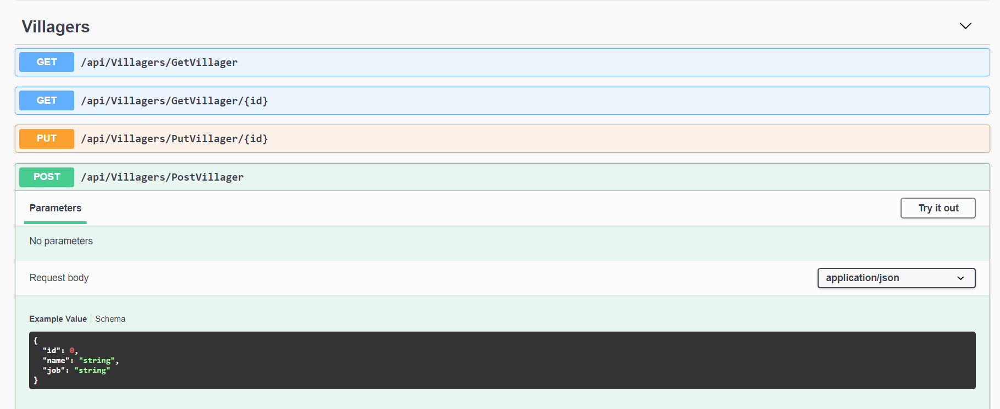 Villagers
GET /api/Villagers/GetVillager
GET /api/Villagers/GetVillager/{id}
PUT /api/Villagers/PutVillager/{id}
POST /api/Villagers/PostVillager
Parameters Try it out
No parameters
Request body application/json
Example Value Schema
{
"id": 0,
"name": "string",
"job": "string"
}